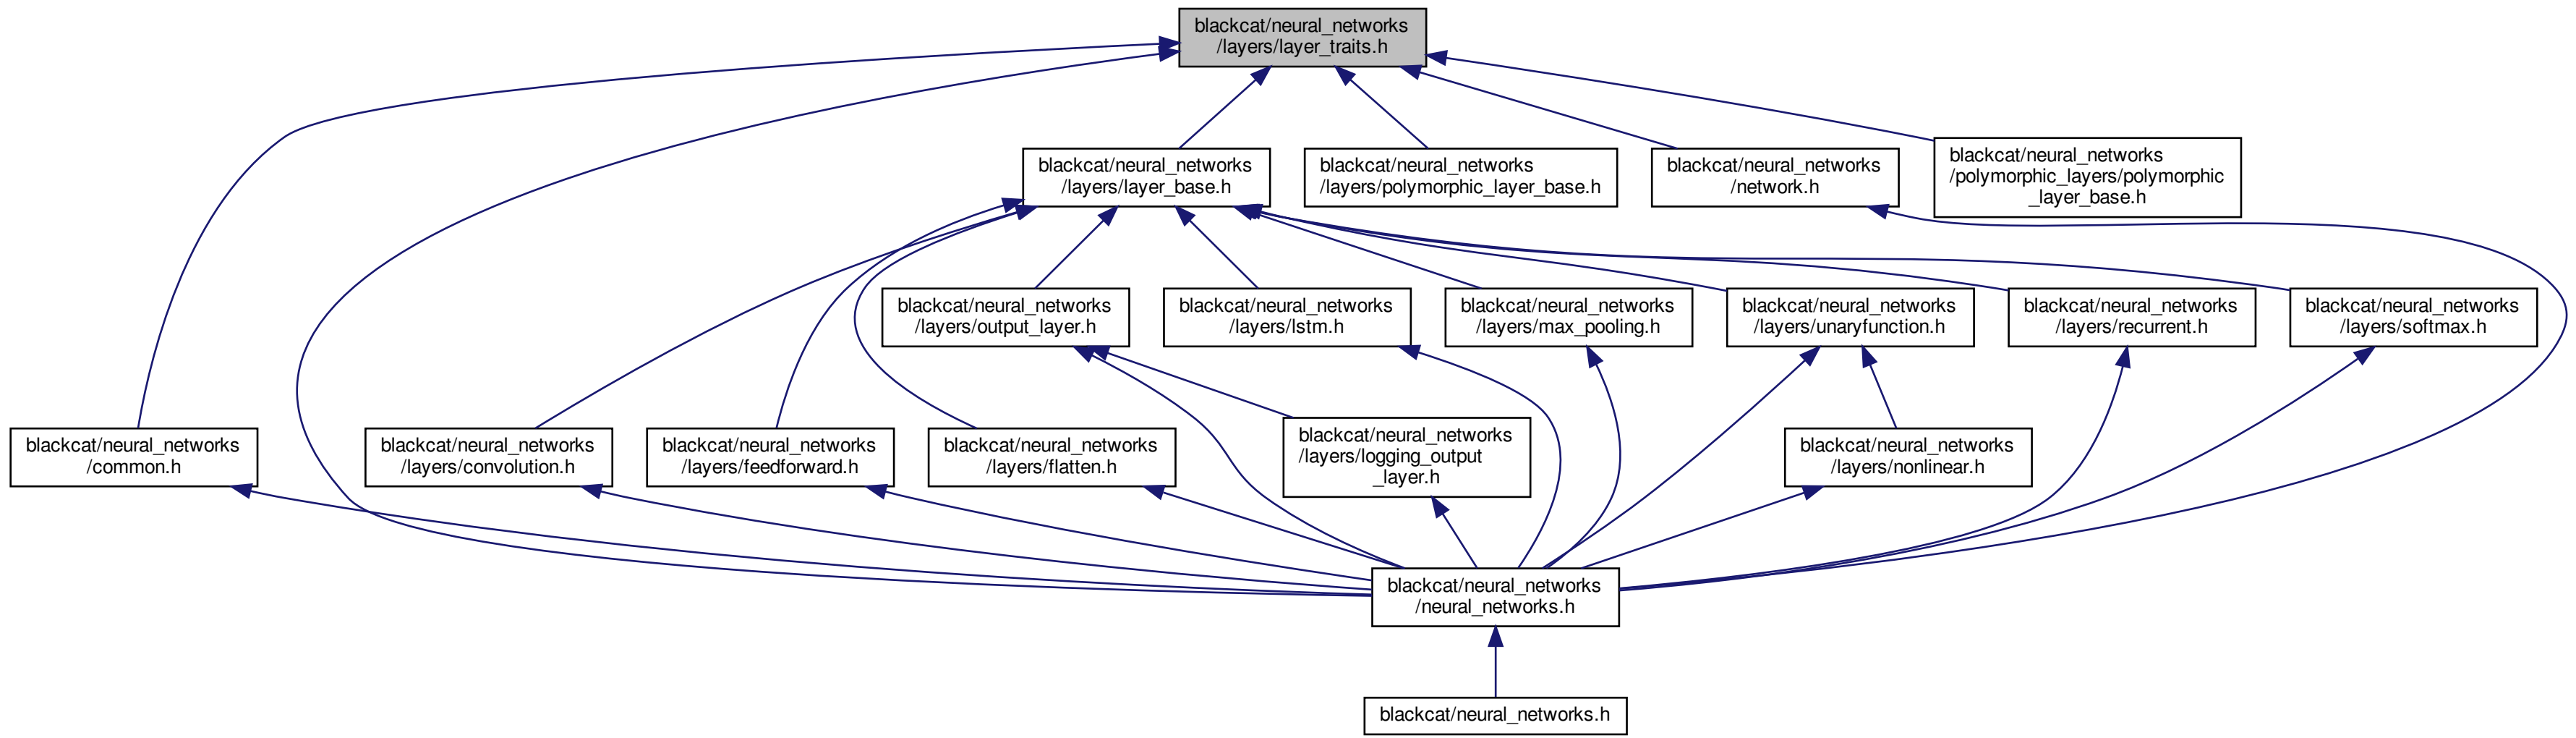 blackcat/neural_networks
/layers/layer_traits.h
blackcat/neural_networks
/layers/layer_base.h
blackcat/neural_networks
/layers/polymorphic_layer_base.h
blackcat/neural_networks
/network.h
blackcat/neural_networks
/polymorphic_layers/polymorphic
_layer_base.h
blackcat/neural_networks
/layers/output_layer.h
blackcat/neural_networks
/layers/lstm.h
blackcat/neural_networks
/layers/max_pooling.h
blackcat/neural_networks
/layers/unaryfunction.h
blackcat/neural_networks
/layers/recurrent.h
blackcat/neural_networks
/layers/softmax.h
blackcat/neural_networks
/common.h
blackcat/neural_networks
/layers/convolution.h
blackcat/neural_networks
/layers/feedforward.h
blackcat/neural_networks
/layers/flatten.h
blackcat/neural_networks
/layers/logging_output
_layer.h
blackcat/neural_networks
/layers/nonlinear.h
blackcat/neural_networks
/neural_networks.h
blackcat/neural_networks.h